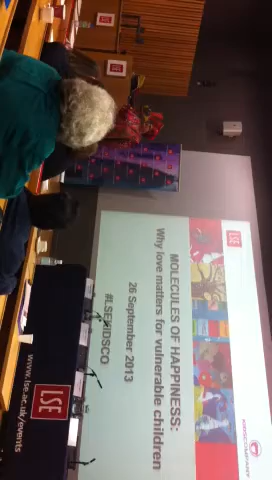 LSE
KIDSCOMPANY
MOLECULES OF HAPPINESS:
Why love matters for vulnerable children
26 September 2013
#LSEKIDSCO
LSE
www.lse.ac.uk/events